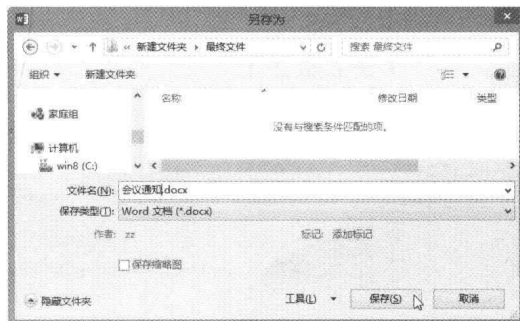 另存为
« 新建文件夹 › 最终文件 搜索 最终文件
组织 新建文件夹
名称 修改日期 类型
家庭组
没有与搜索条件匹配的项。
计算机
win8 (C:)
文件名(N): 会议通知.docx
保存类型(T): Word 文档 (*.docx)
作者: zz 标记: 添加标记
保存缩略图
隐藏文件夹 工具(L) 保存(S) 取消